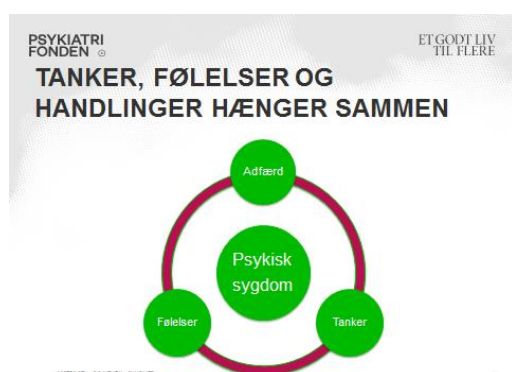 PSYKIATRI
FONDEN
ET GODT LIV
TIL FLERE
TANKER, FØLELSER OG
HANDLINGER HÆNGER SAMMEN
Adfærd
Psykisk
sygdom
Følelser
Tanker